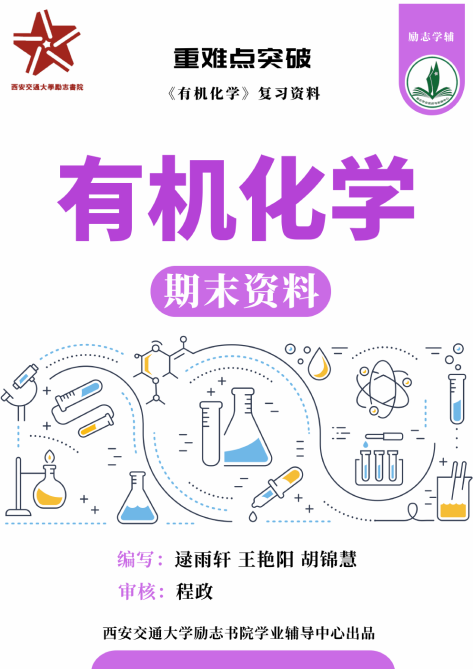 励志学辅
西安交通大學励志書院
重难点突破
《有机化学》复习资料
有机化学
期末资料
编写：逯雨轩 王艳阳 胡锦慧
审核：程政
西安交通大学励志书院学业辅导中心出品